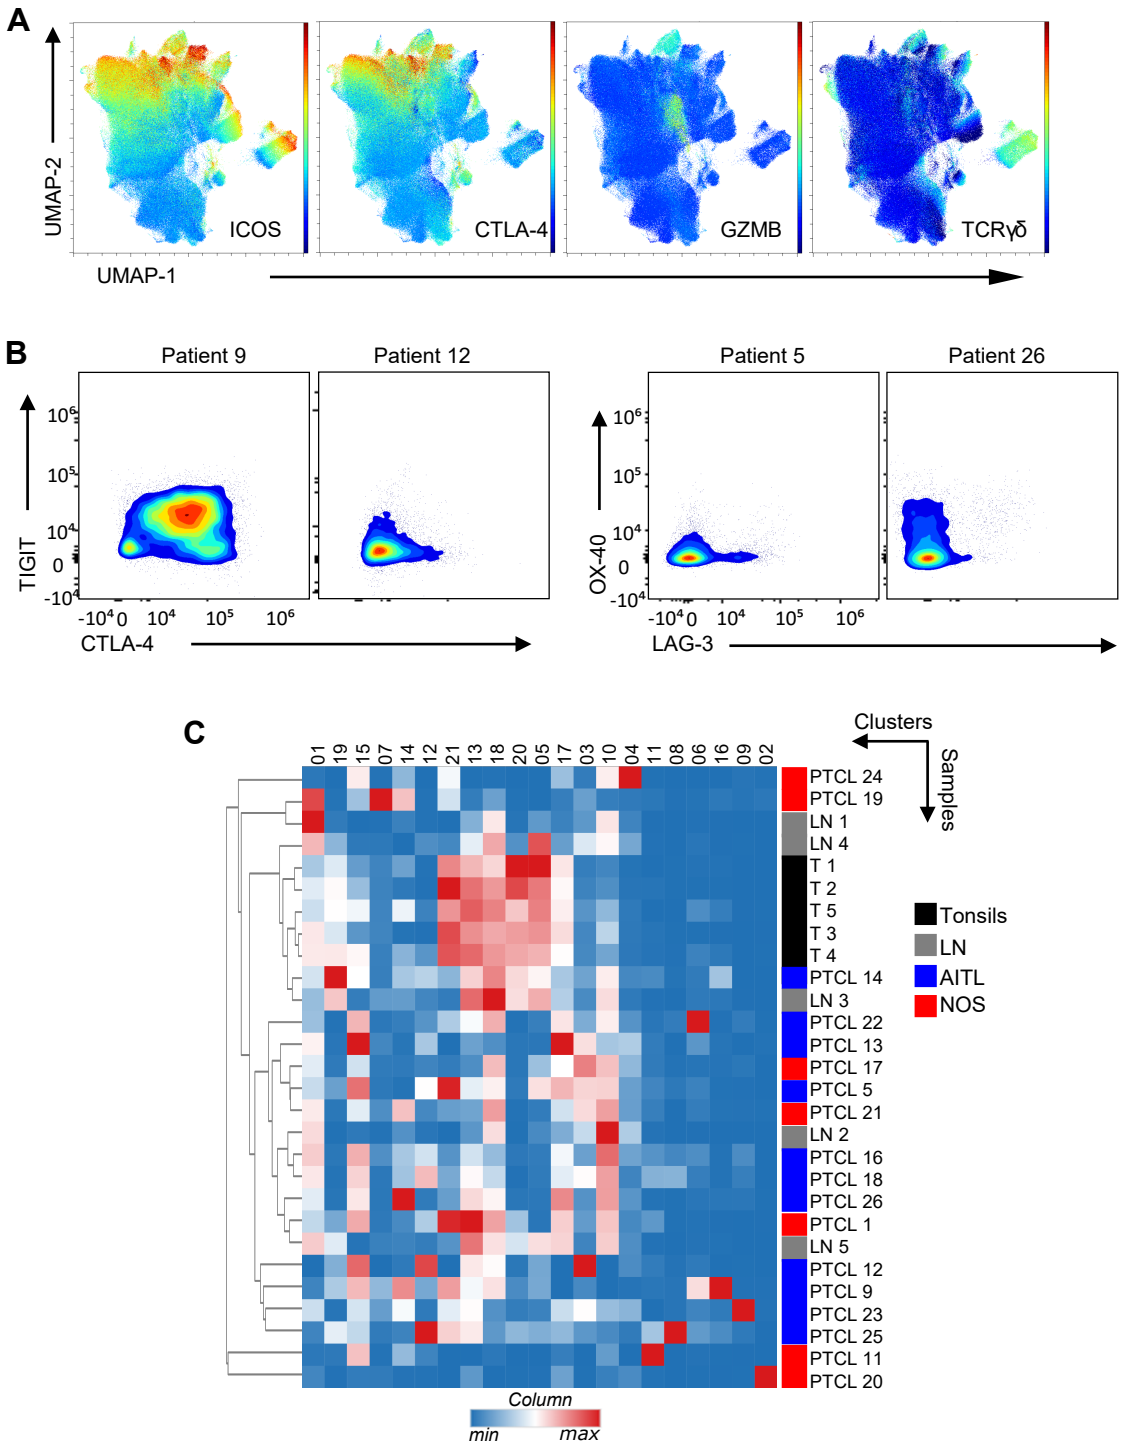 A
UMAP-2
ICOS
CTLA-4
GZMB
TCRγδ
UMAP-1
B
Patient 9
Patient 12
Patient 5
Patient 26
TIGIT
10⁶
10⁵
10⁴
0
-10⁴
-10⁴ 0 10⁴ 10⁵ 10⁶
CTLA-4
OX-40
10⁶
10⁵
10⁴
0
-10⁴
-10⁴ 0 10⁴ 10⁵ 10⁶
LAG-3
C
Clusters
Samples
01 19 15 07 14 12 21 13 18 20 05 17 03 10 04 11 08 06 16 09 02
PTCL 24
PTCL 19
LN 1
LN 4
T 1
T 2
T 5
T 3
T 4
PTCL 14
LN 3
PTCL 22
PTCL 13
PTCL 17
PTCL 5
PTCL 21
LN 2
PTCL 16
PTCL 18
PTCL 26
PTCL 1
LN 5
PTCL 12
PTCL 9
PTCL 23
PTCL 25
PTCL 11
PTCL 20
Tonsils
LN
AITL
NOS
Column
min max